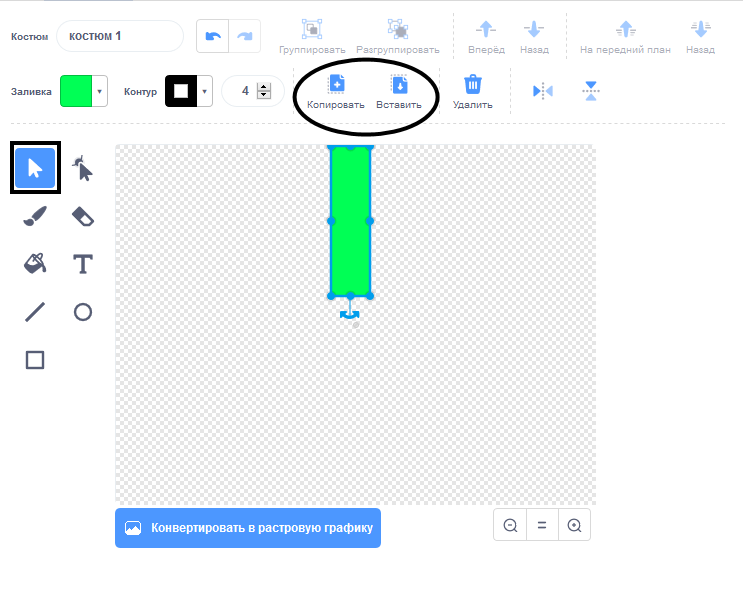 Костюм
костюм 1
Группировать
Разгруппировать
Вперёд
Назад
На передний план
Назад
Заливка
Контур
4
Копировать
Вставить
Удалить
T
Конвертировать в растровую графику